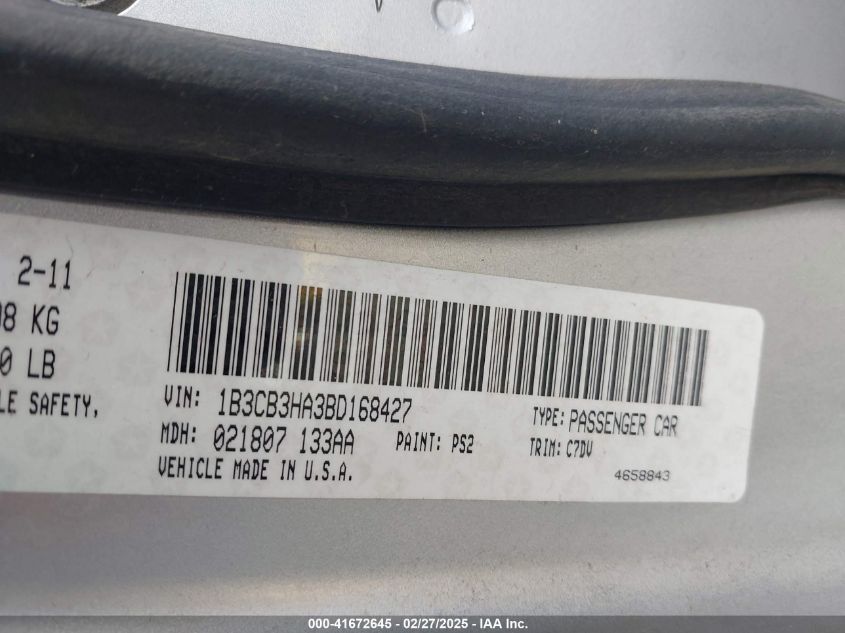 2-11
08 KG
0 LB
LE SAFETY,
VIN: 1B3CB3HA3BD168427
TYPE: PASSENGER CAR
MDH: 021807 133AA
PAINT: PS2
TRIM: C7DV
VEHICLE MADE IN U.S.A.
4658843
000-41672645 - 02/27/2025 - IAA Inc.